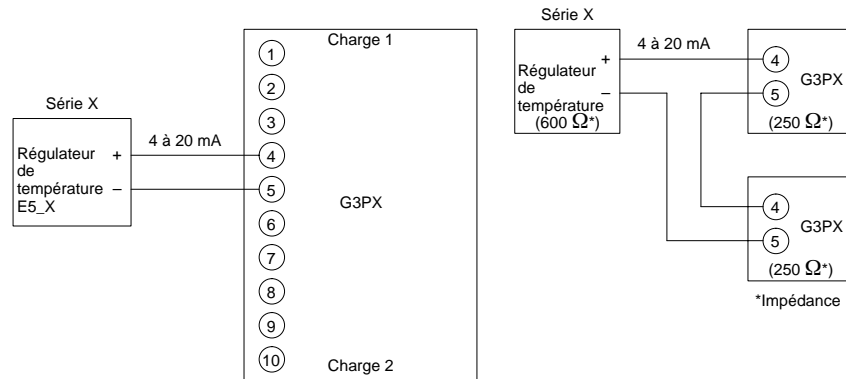 Série X
Régulateur
de
température
E5_X
+
–
4 à 20 mA
Charge 1
1
2
3
4
5
6
7
8
9
10
G3PX
Charge 2
Série X
Régulateur
de
température
(600 Ω*)
+
–
4 à 20 mA
4
5
G3PX
(250 Ω*)
4
5
G3PX
(250 Ω*)
*Impédance